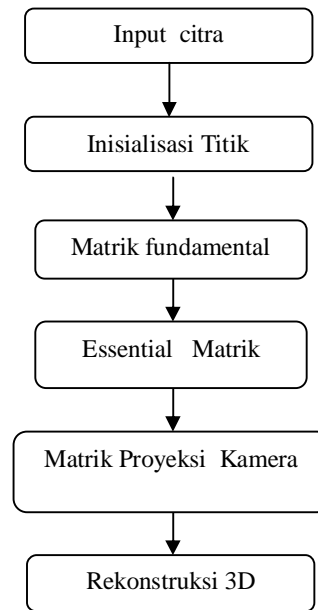 Input citra
Inisialisasi Titik
Matrik fundamental
Essential Matrik
Matrik Proyeksi Kamera
Rekonstruksi 3D